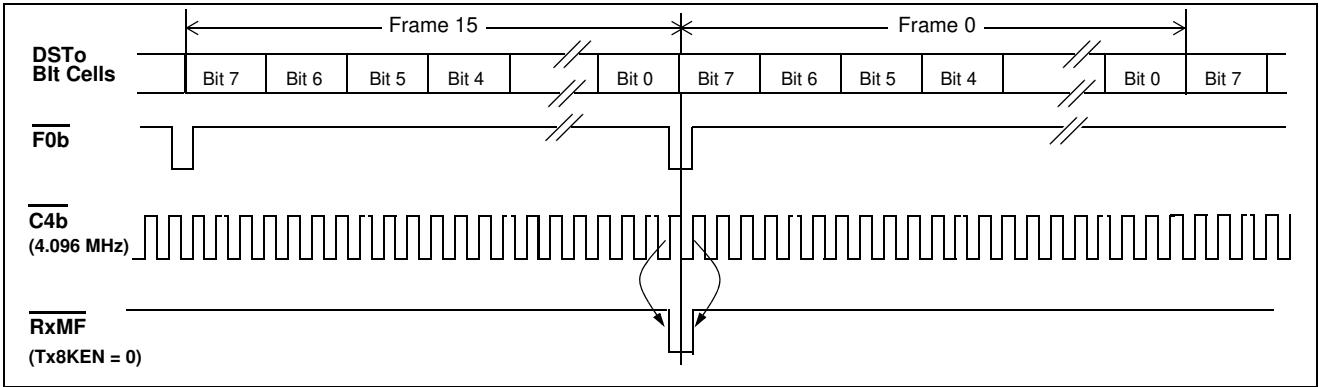 Frame 15 Frame 0
DSTo
BIt Cells
Bit 7 Bit 6 Bit 5 Bit 4 Bit 0 Bit 7 Bit 6 Bit 5 Bit 4 Bit 0 Bit 7
F0b
C4b
(4.096 MHz)
RxMF
(Tx8KEN = 0)